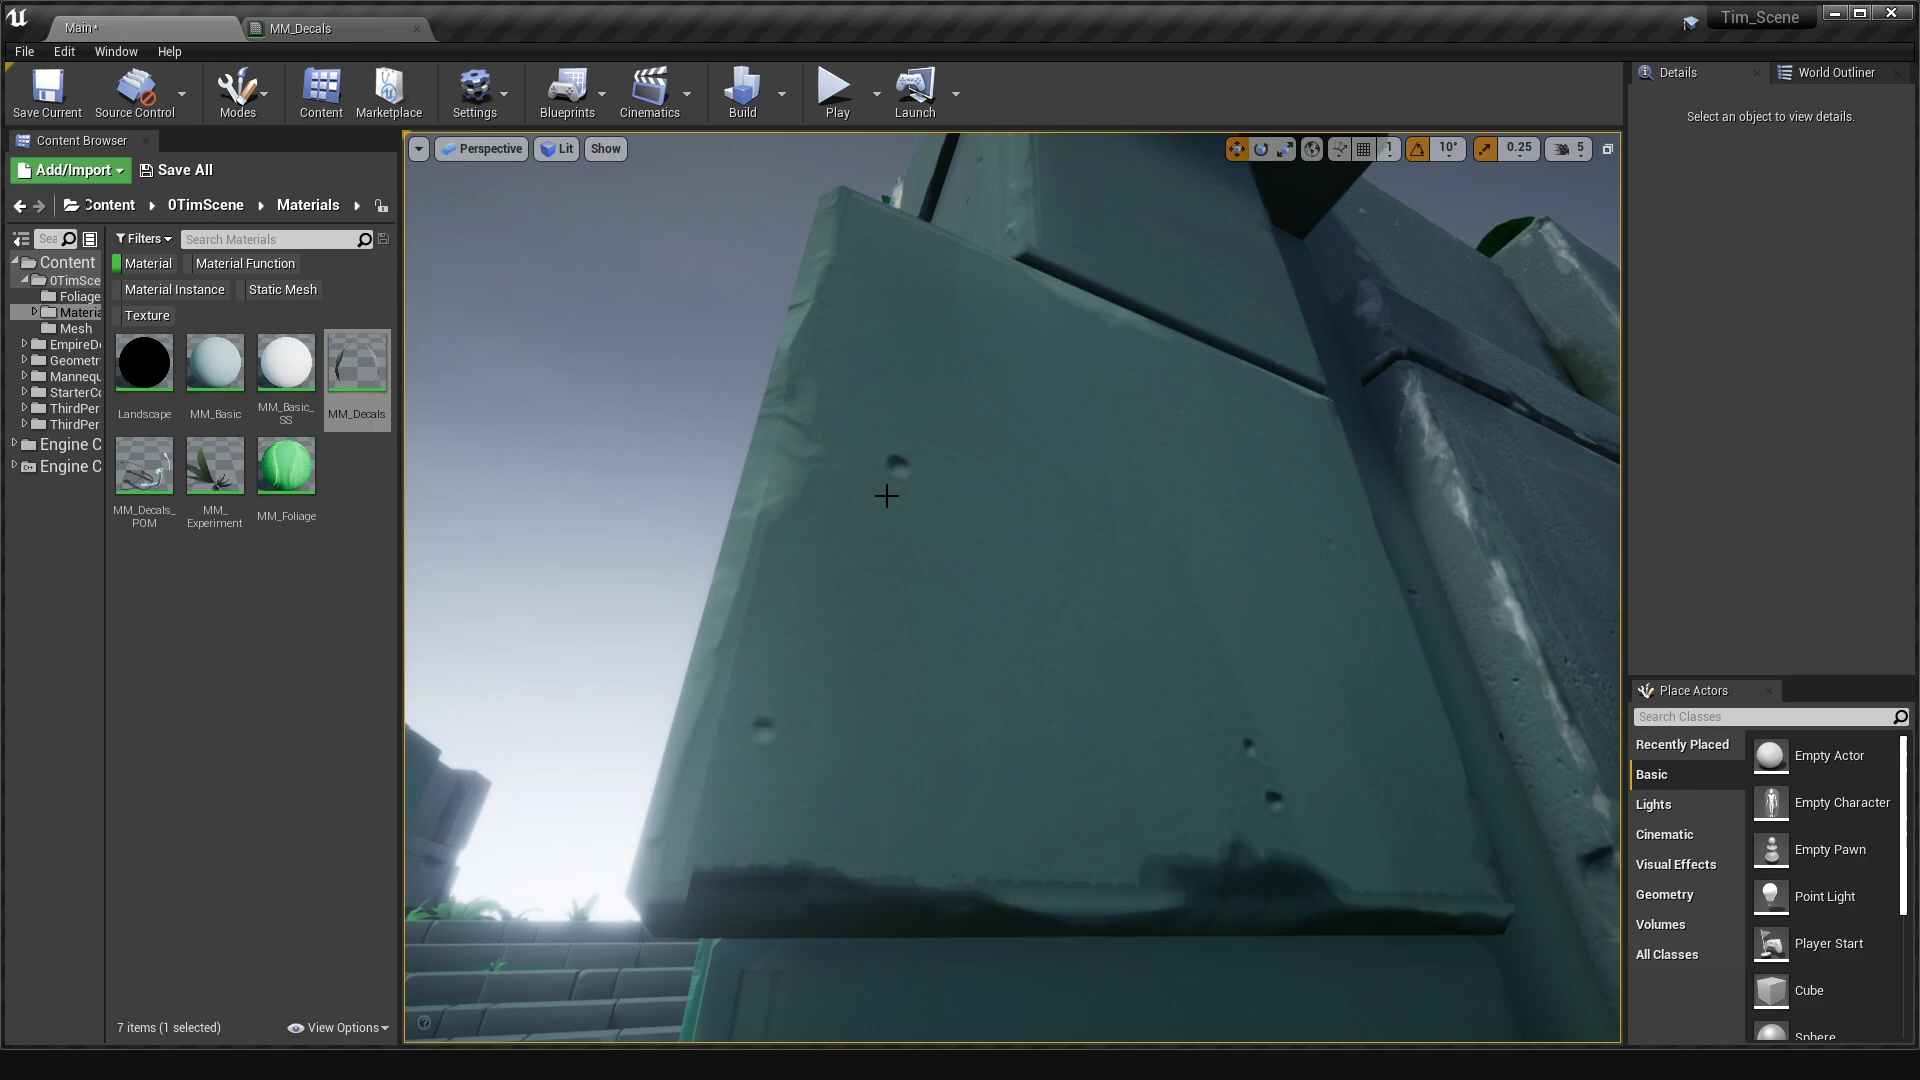 Main*
MM_Decals
Tim_Scene
File Edit Window Help
Save Current
Source Control
Modes
Content
Marketplace
Settings
Blueprints
Cinematics
Build
Play
Launch
Details
World Outliner
Select an object to view details.
Content Browser
Add/Import
Save All
Content
0TimScene
Materials
Sea
Filters
Search Materials
Material
Material Function
Material Instance
Static Mesh
Texture
Content
0TimSce
Foliage
Materia
Mesh
EmpireDe
Geometr
Mannequ
StarterCo
ThirdPer
ThirdPer
Engine C
Engine C
Landscape
MM_Basic
MM_Basic_
SS
MM_Decals
MM_Decals_
POM
MM_
Experiment
MM_Foliage
7 items (1 selected)
View Options
Perspective
Lit
Show
1
10°
0.25
5
Place Actors
Search Classes
Recently Placed
Basic
Lights
Cinematic
Visual Effects
Geometry
Volumes
All Classes
Empty Actor
Empty Character
Empty Pawn
Point Light
Player Start
Cube
Sphere